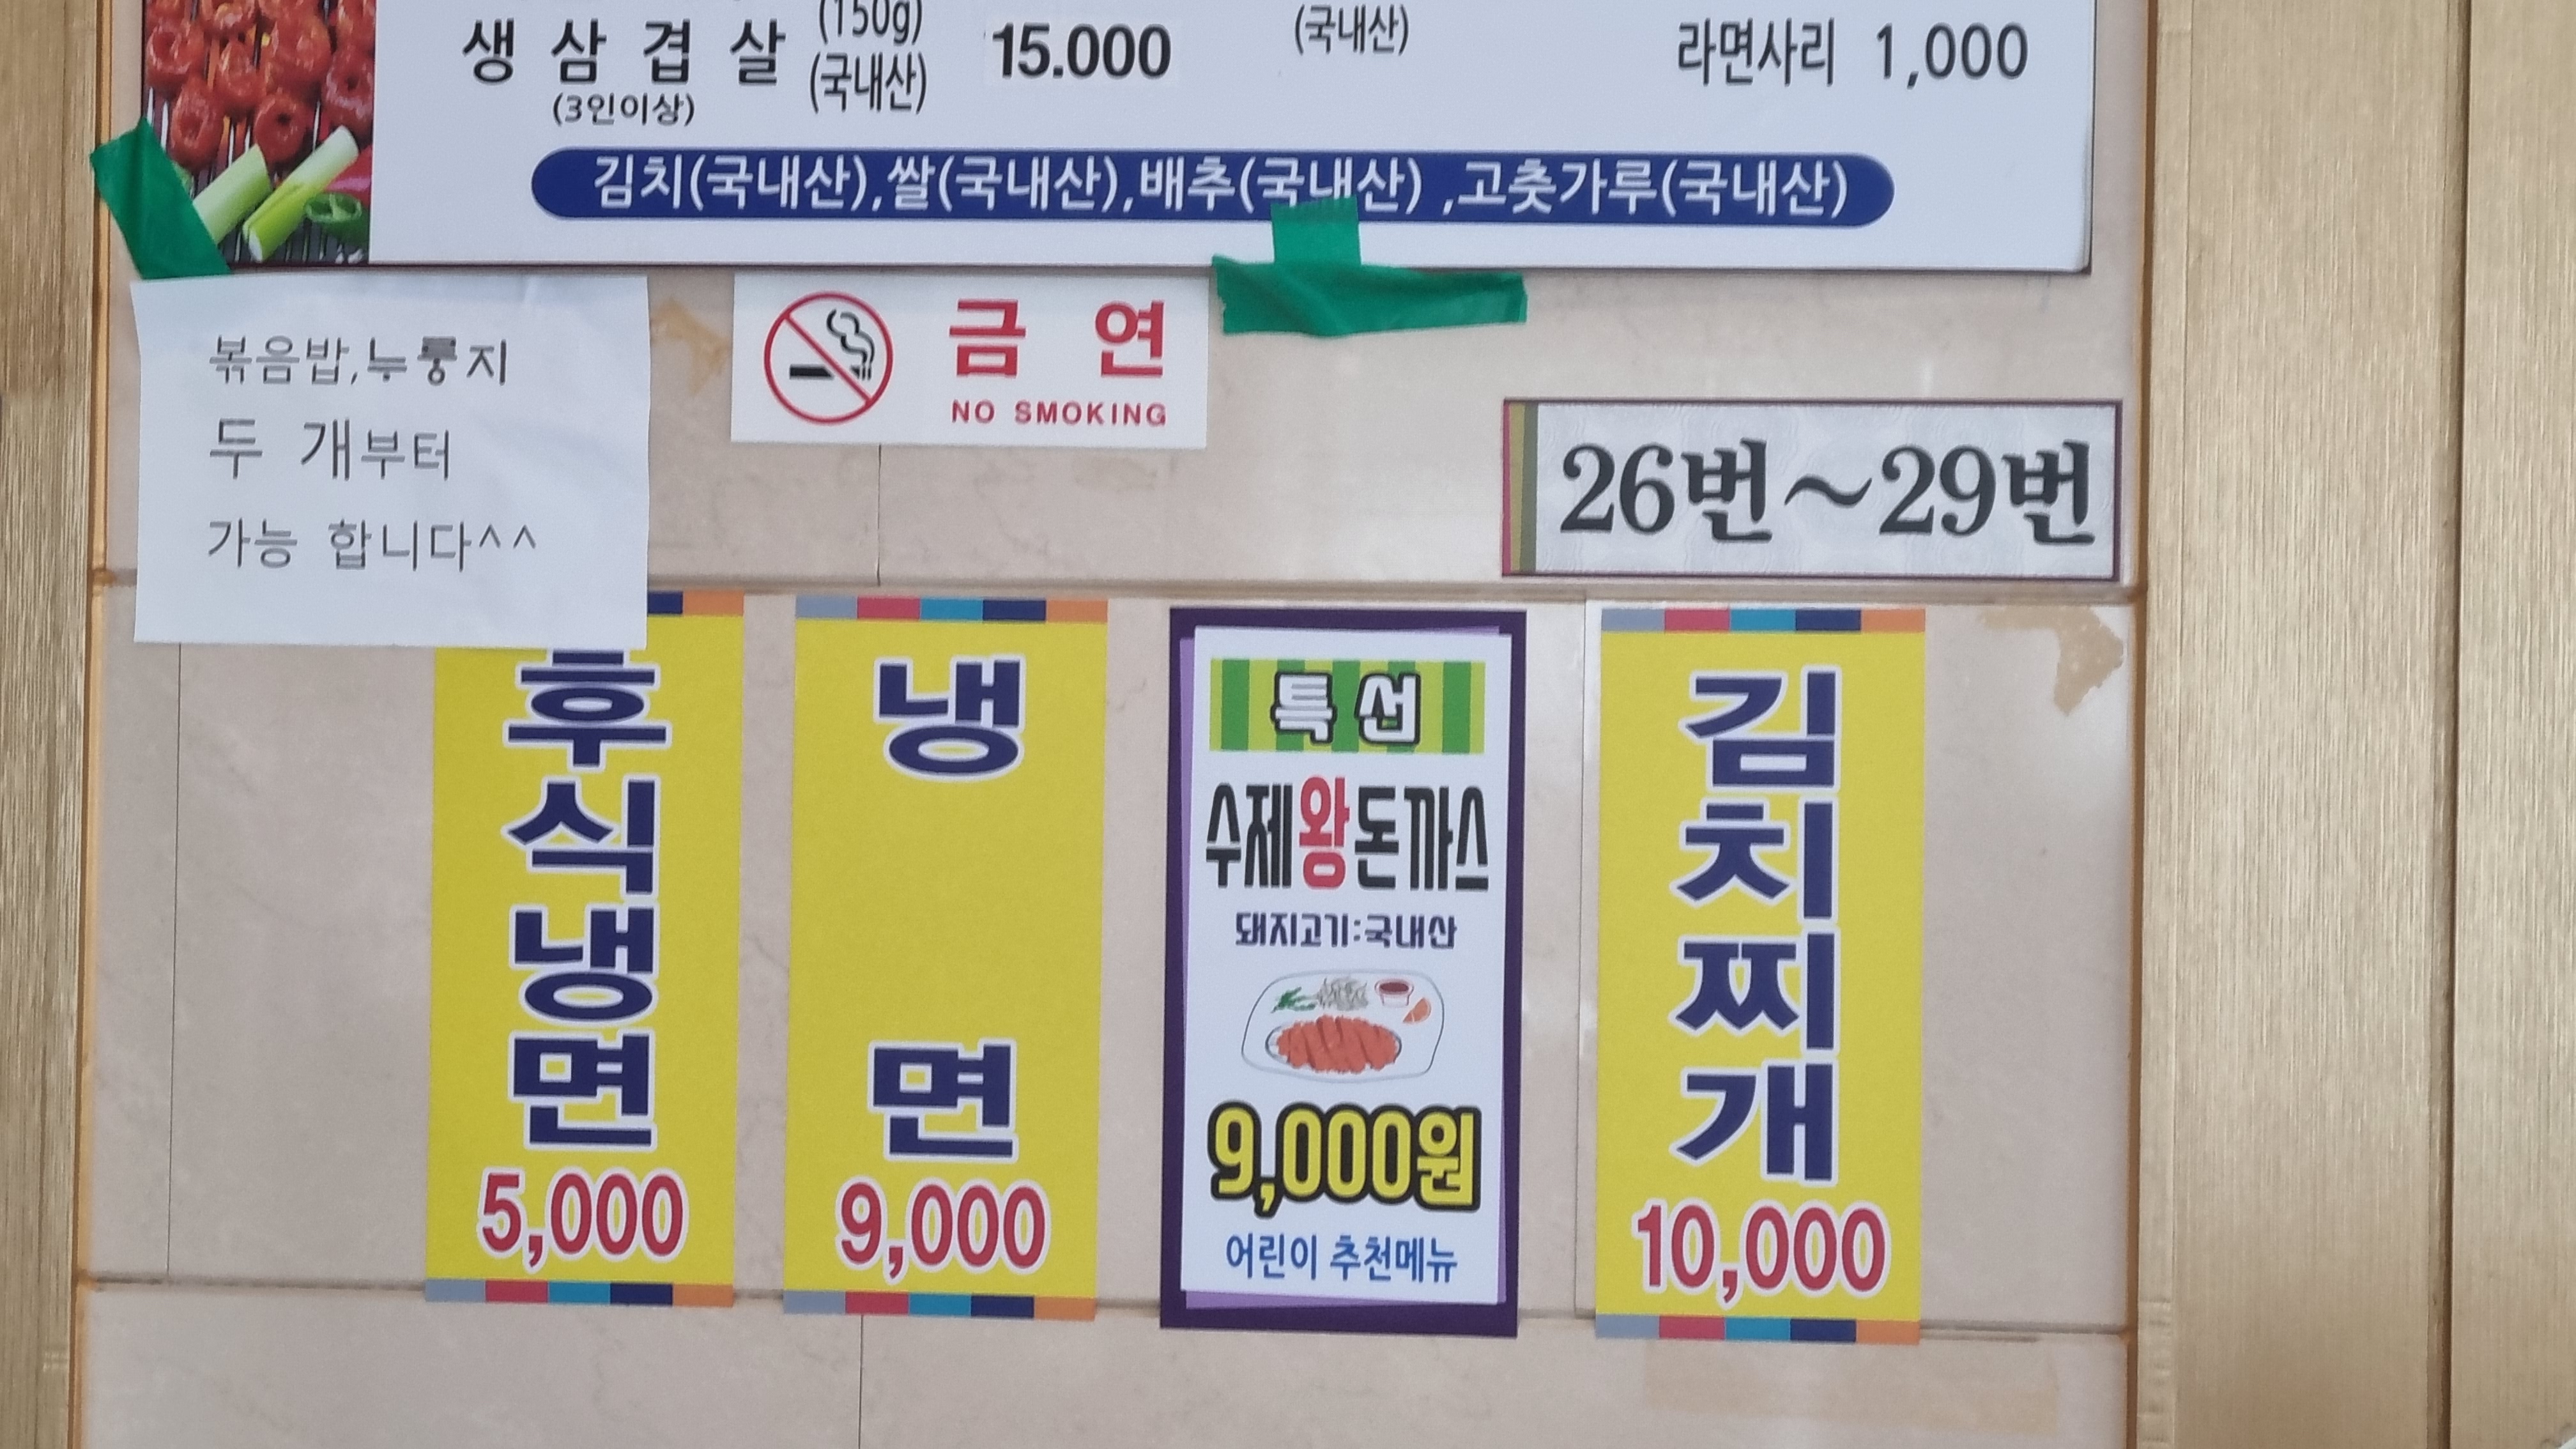 생삼겹살 (150g) 15.000 (국내산) 라면사리 1,000
(국내산)
(3인이상)
김치(국내산),쌀(국내산),배추(국내산) ,고춧가루(국내산)
볶음밥,누룽지
두 개부터
가능 합니다^^
금 연
NO SMOKING
26번~29번
후식냉면
5,000
냉면
9,000
특선
수제왕돈까스
돼지고기:국내산
9,000원
어린이 추천메뉴
김치찌개
10,000